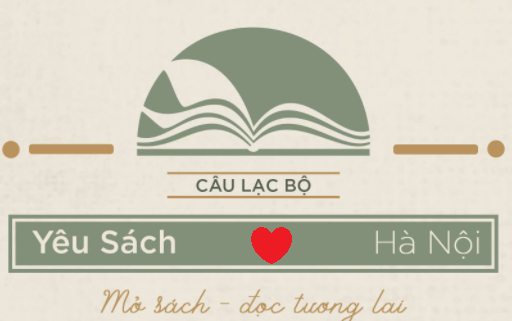 CÂU LẠC BỘ
Yêu Sách Hà Nội
Mở sách - đọc tương lai